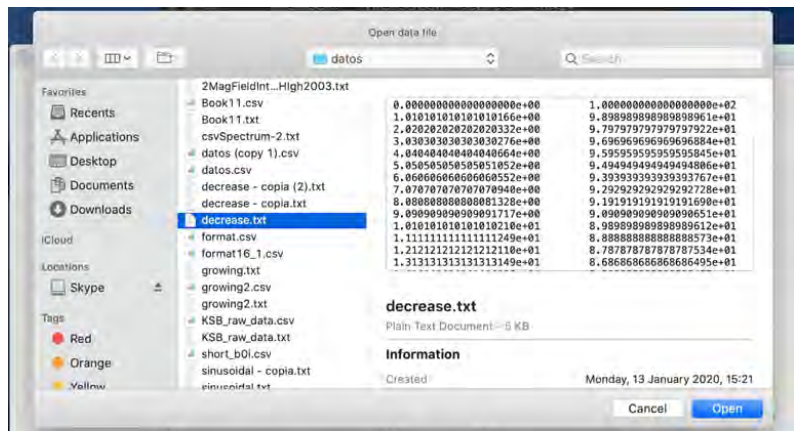 Open data file
datos
Search
Favorites
Recents
Applications
Desktop
Documents
Downloads
iCloud
Locations
Skype
Tags
Red
Orange
Yellow
2MagFieldInt...High2003.txt
Book11.csv
Book11.txt
csvSpectrum-2.txt
datos (copy 1).csv
datos.csv
decrease - copia (2).txt
decrease - copia.txt
decrease.txt
format.csv
format16_1.csv
growing.txt
growing2.csv
growing2.txt
KSB_raw_data.csv
KSB_raw_data.txt
short_b0i.csv
sinusoidal - copia.txt
sinusoidal.txt
0.000000000000000000e+00 1.000000000000000000e+02
1.010101010101010166e+00 9.898989898989898961e+01
2.020202020202020332e+00 9.797979797979797922e+01
3.030303030303030276e+00 9.696969696969696884e+01
4.040404040404040664e+00 9.595959595959595845e+01
5.050505050505051052e+00 9.494949494949494806e+01
6.060606060606060552e+00 9.393939393939393767e+01
7.070707070707070940e+00 9.292929292929292728e+01
8.080808080808081328e+00 9.191919191919191690e+01
9.090909090909091717e+00 9.090909090909090651e+01
1.010101010101010210e+01 8.989898989898989612e+01
1.111111111111111249e+01 8.888888888888888573e+01
1.212121212121212110e+01 8.787878787878787534e+01
1.313131313131313149e+01 8.686868686868686495e+01
decrease.txt
Plain Text Document - 5 KB
Information
Created Monday, 13 January 2020, 15:21
Cancel Open